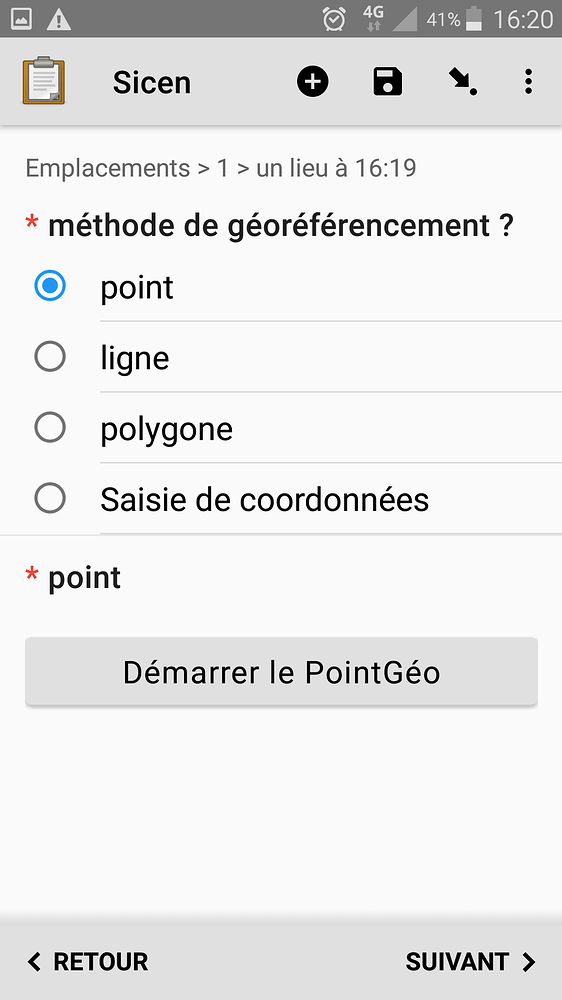 4G 41% 16:20
Sicen
Emplacements > 1 > un lieu à 16:19
* méthode de géoréférencement ?
point
ligne
polygone
Saisie de coordonnées
* point
Démarrer le PointGéo
RETOUR SUIVANT